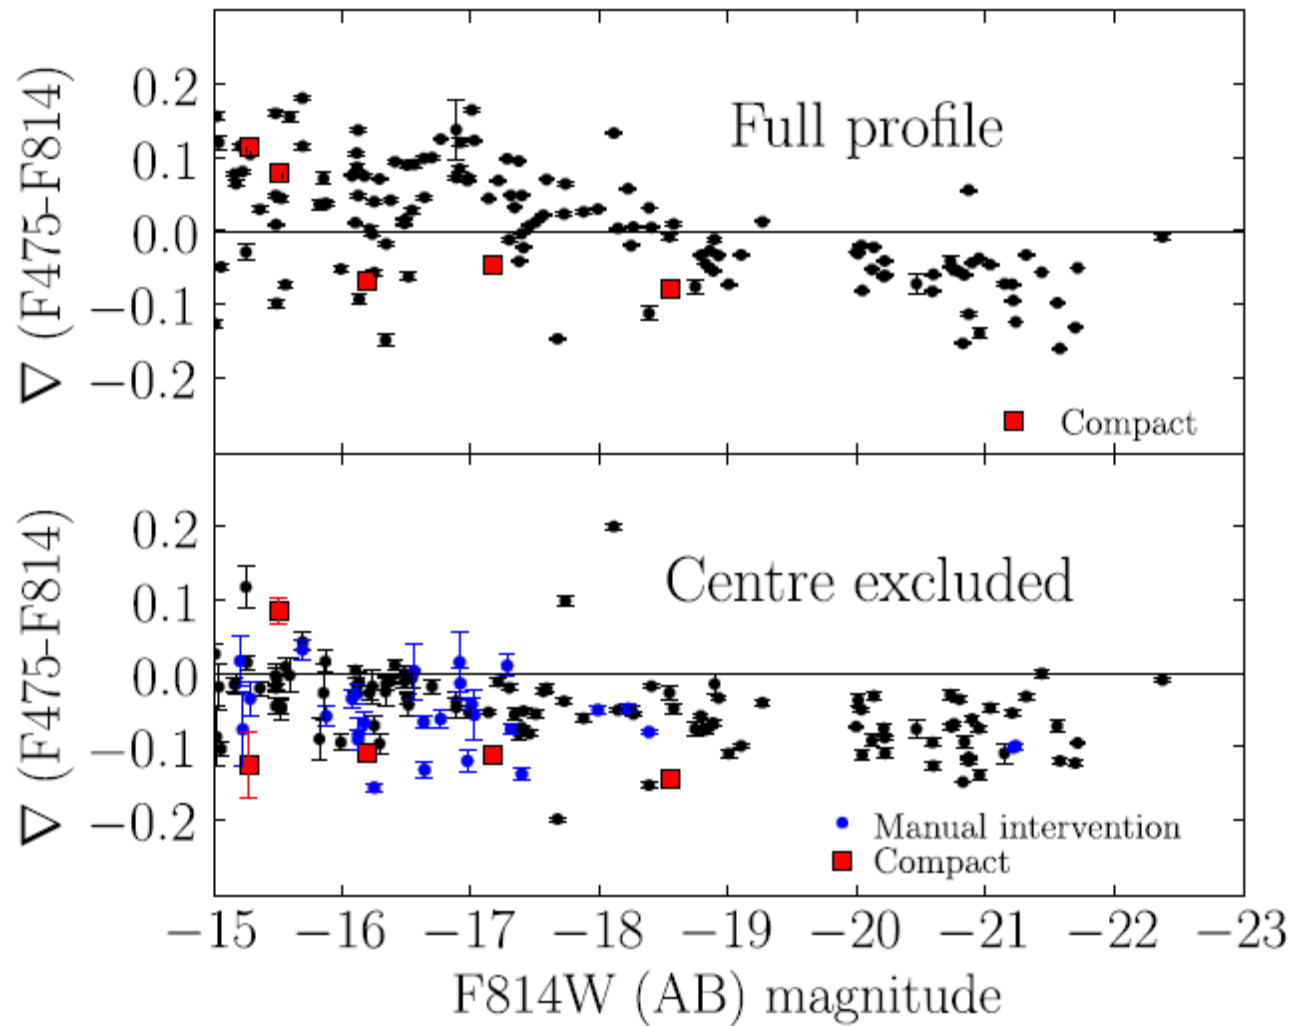 0.2
0.1
0.0
−0.1
−0.2
∇ (F475-F814)
Full profile
Compact
0.2
0.1
0.0
−0.1
−0.2
∇ (F475-F814)
Centre excluded
Manual intervention
Compact
−15 −16 −17 −18 −19 −20 −21 −22 −23
F814W (AB) magnitude